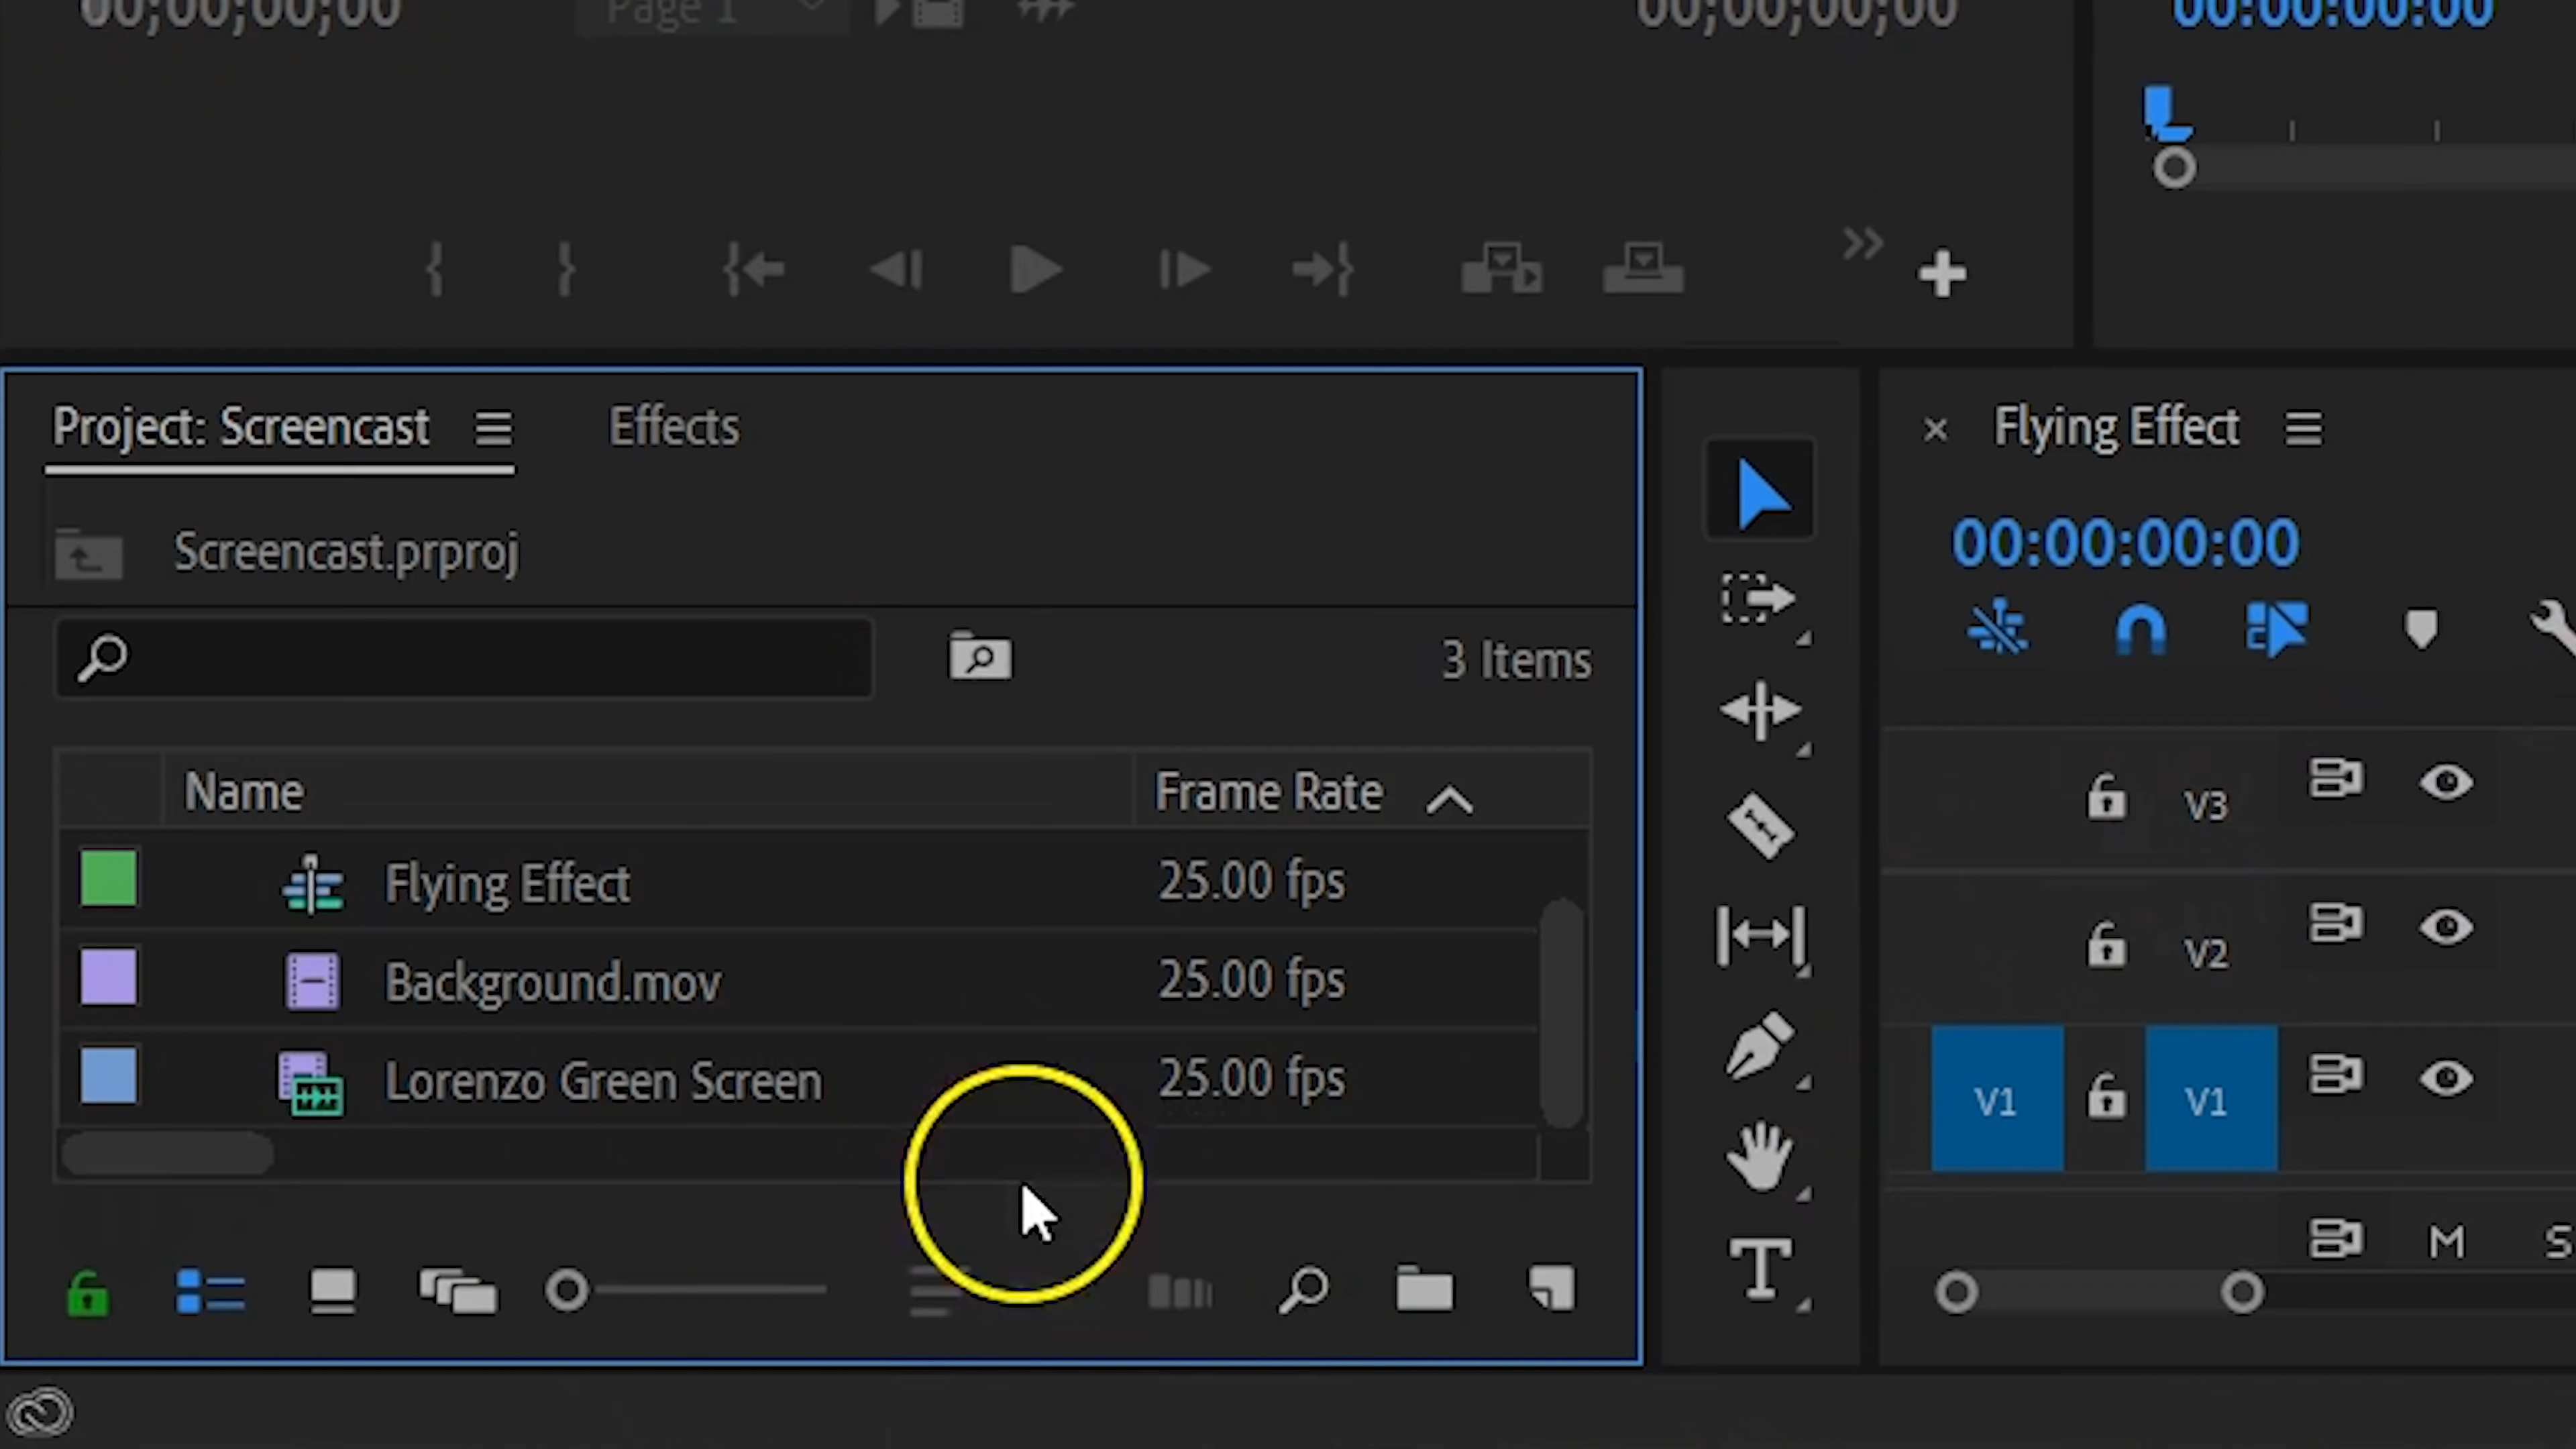 00;00;00;00
Page 1
00;00;00;00
00:00:00:00
Project: Screencast
Effects
Flying Effect
Screencast.prproj
00:00:00:00
3 Items
Name
Frame Rate
V3
Flying Effect
25.00 fps
V2
Background.mov
25.00 fps
Lorenzo Green Screen
25.00 fps
V1
V1
M
S